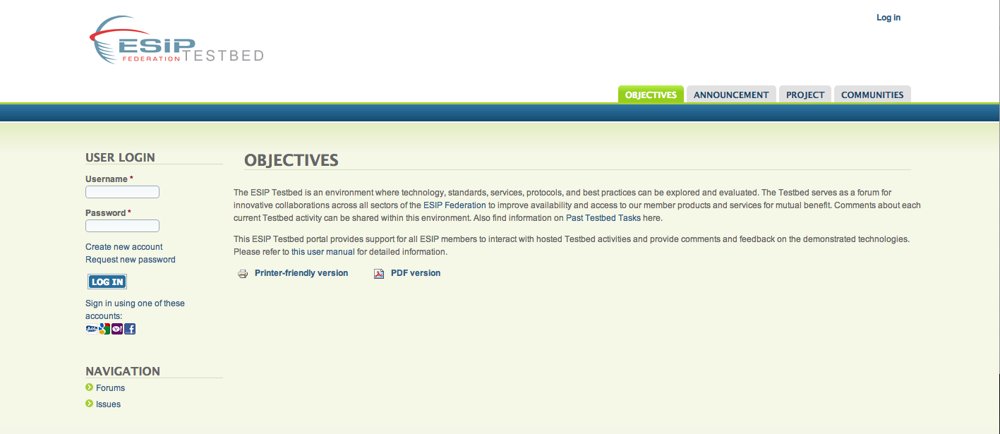 ESIP
FEDERATION TESTBED
Log in
OBJECTIVES ANNOUNCEMENT PROJECT COMMUNITIES
USER LOGIN
Username *
Password *
Create new account
Request new password
LOG IN
Sign in using one of these
accounts:
Aol.
Y!
f
NAVIGATION
Forums
Issues
OBJECTIVES
The ESIP Testbed is an environment where technology, standards, services, protocols, and best practices can be explored and evaluated. The Testbed serves as a forum for
innovative collaborations across all sectors of the ESIP Federation to improve availability and access to our member products and services for mutual benefit. Comments about each
current Testbed activity can be shared within this environment. Also find information on Past Testbed Tasks here.
This ESIP Testbed portal provides support for all ESIP members to interact with hosted Testbed activities and provide comments and feedback on the demonstrated technologies.
Please refer to this user manual for detailed information.
Printer-friendly version PDF version